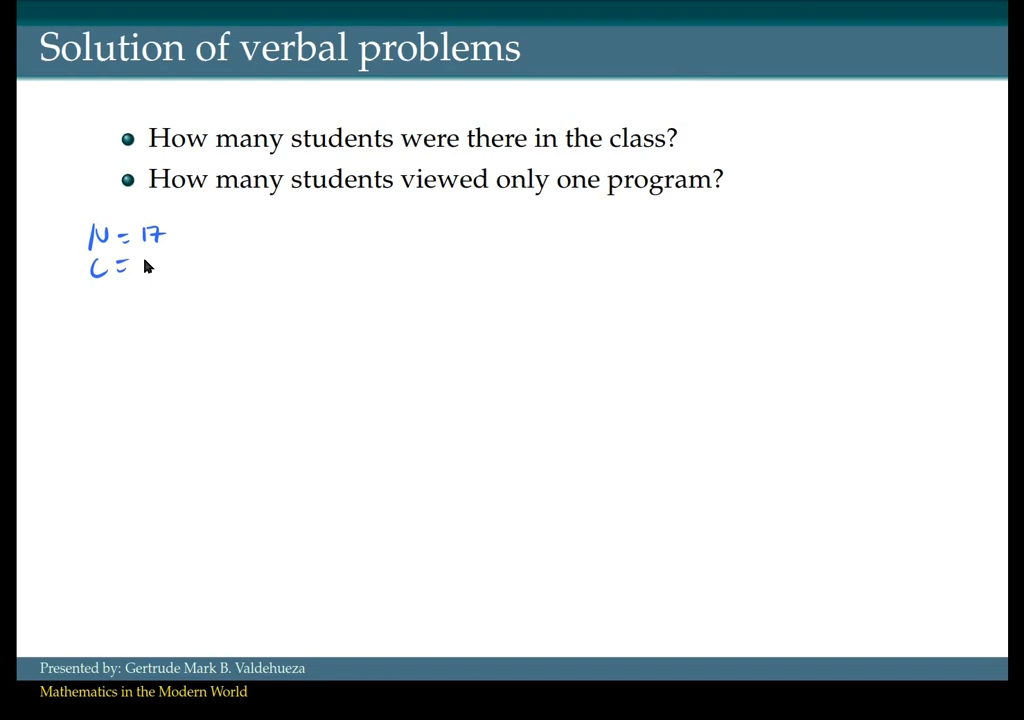 Solution of verbal problems
How many students were there in the class?
How many students viewed only one program?
N = 17
C =
Presented by: Gertrude Mark B. Valdehueza
Mathematics in the Modern World